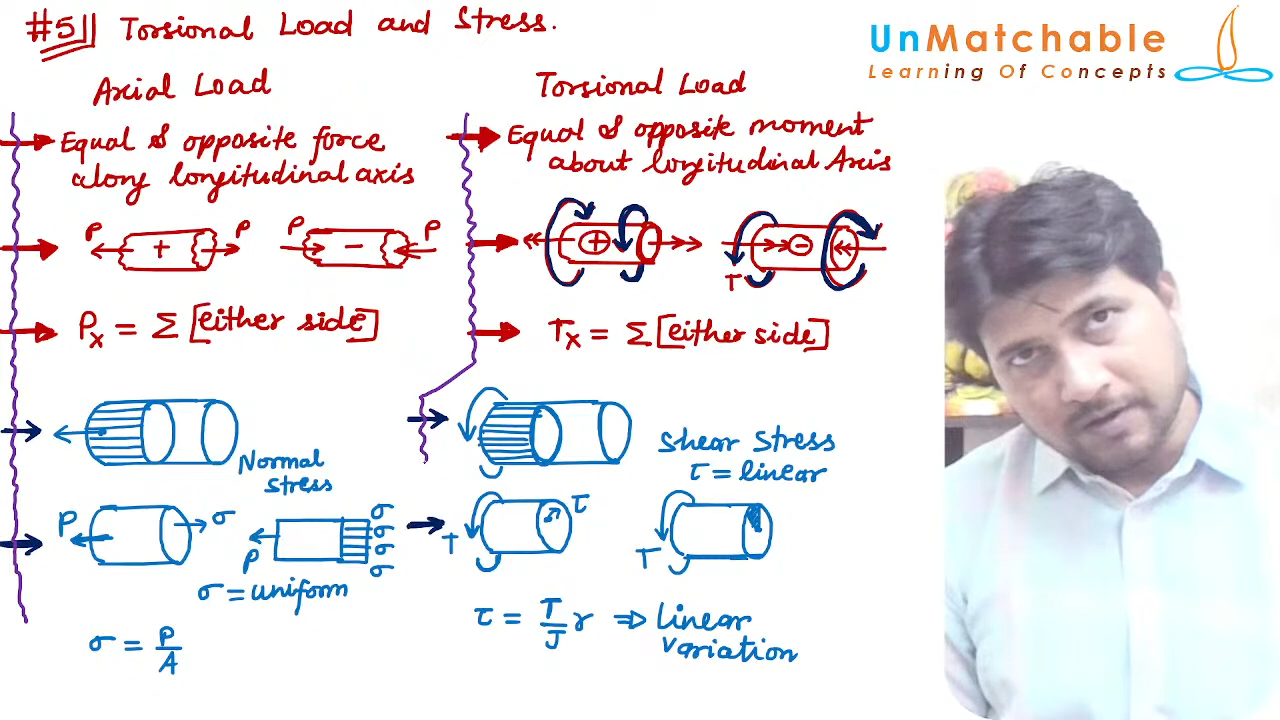 #5 Torsional Load and Stress.
UnMatchable
Learning Of Concepts
Axial Load
Equal & opposite force
along longitudinal axis
P P P P
+ -
Px = Σ [either side]
Normal
stress
P σ
P σ
σ
σ
σ
σ = uniform
σ = P/A
Torsional Load
Equal & opposite moment
about longitudinal Axis
+ -
T
Tx = Σ [either side]
Shear Stress
τ = linear
T τ
T
τ = T/J r ⇒ linear
variation